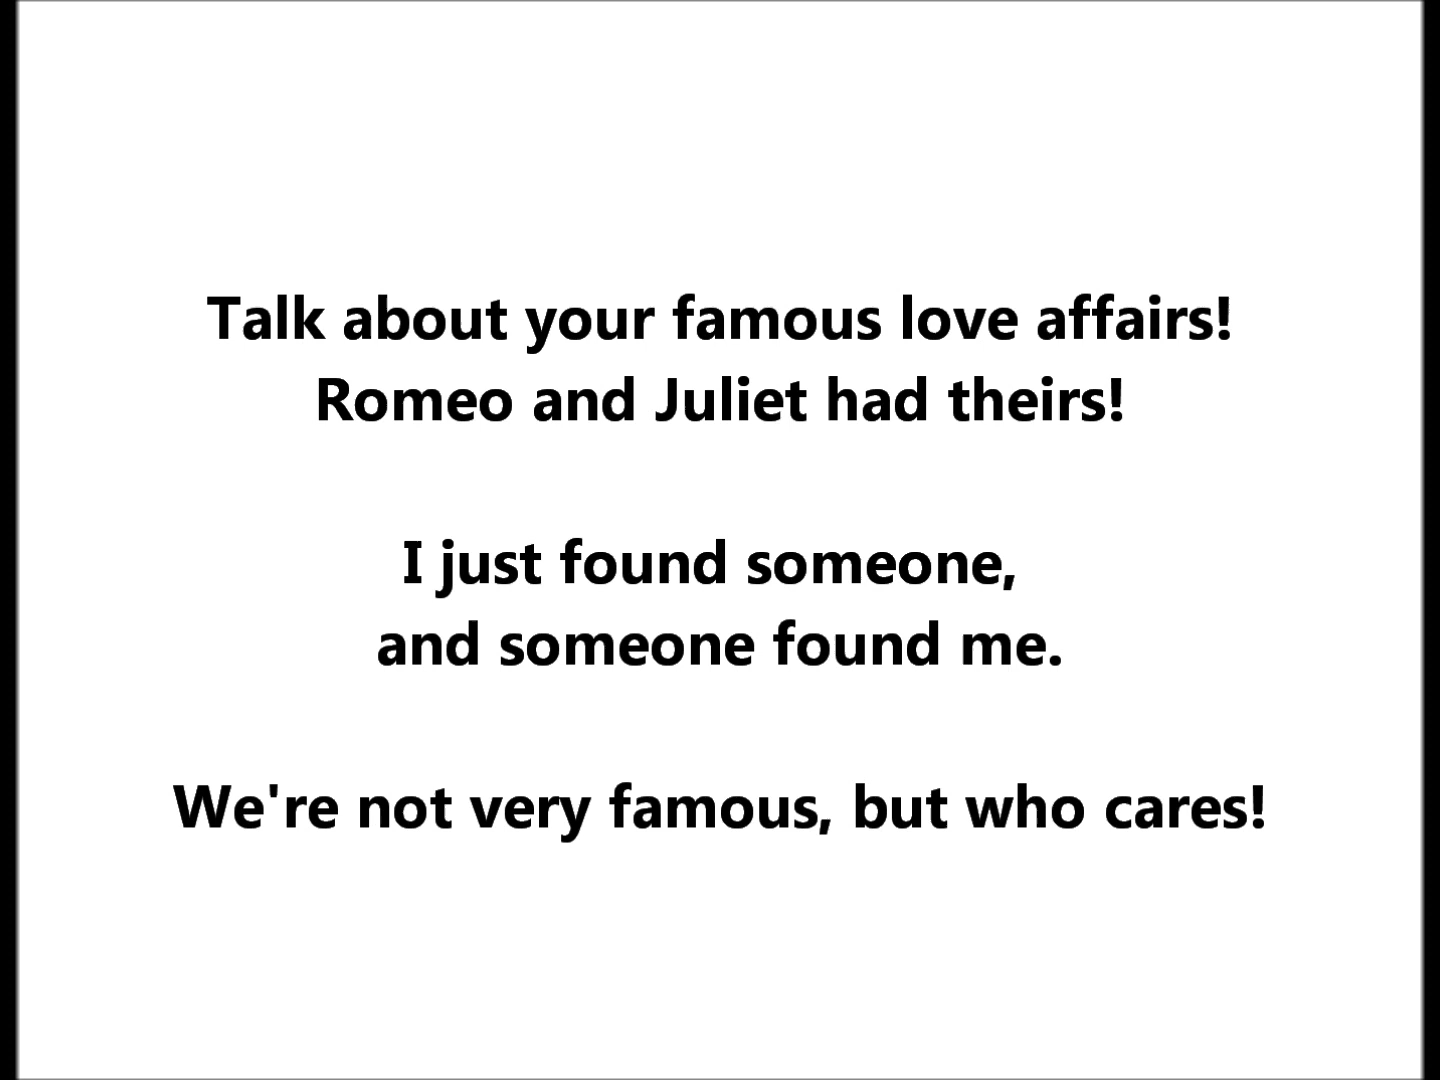 Talk about your famous love affairs!
Romeo and Juliet had theirs!
I just found someone,
and someone found me.
We're not very famous, but who cares!